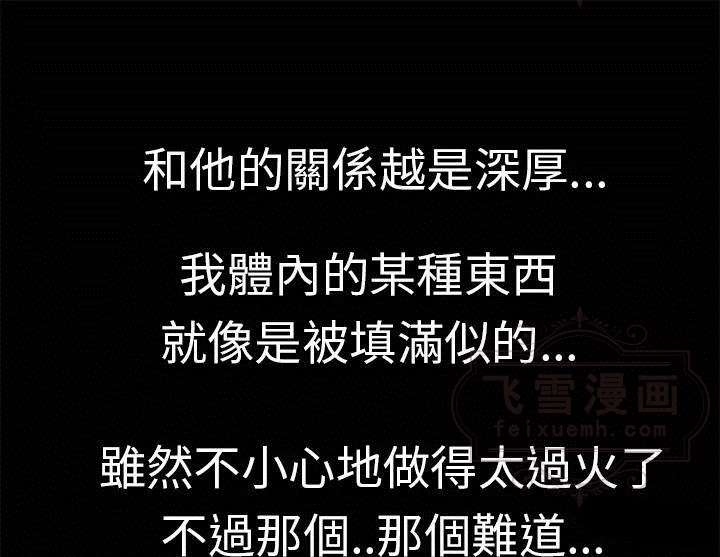 和他的關係越是深厚...
我體內的某種東西
就像是被填滿似的...
飞雪漫画
feixuemh.com
雖然不小心地做得太過火了
不過那個..那個難道...